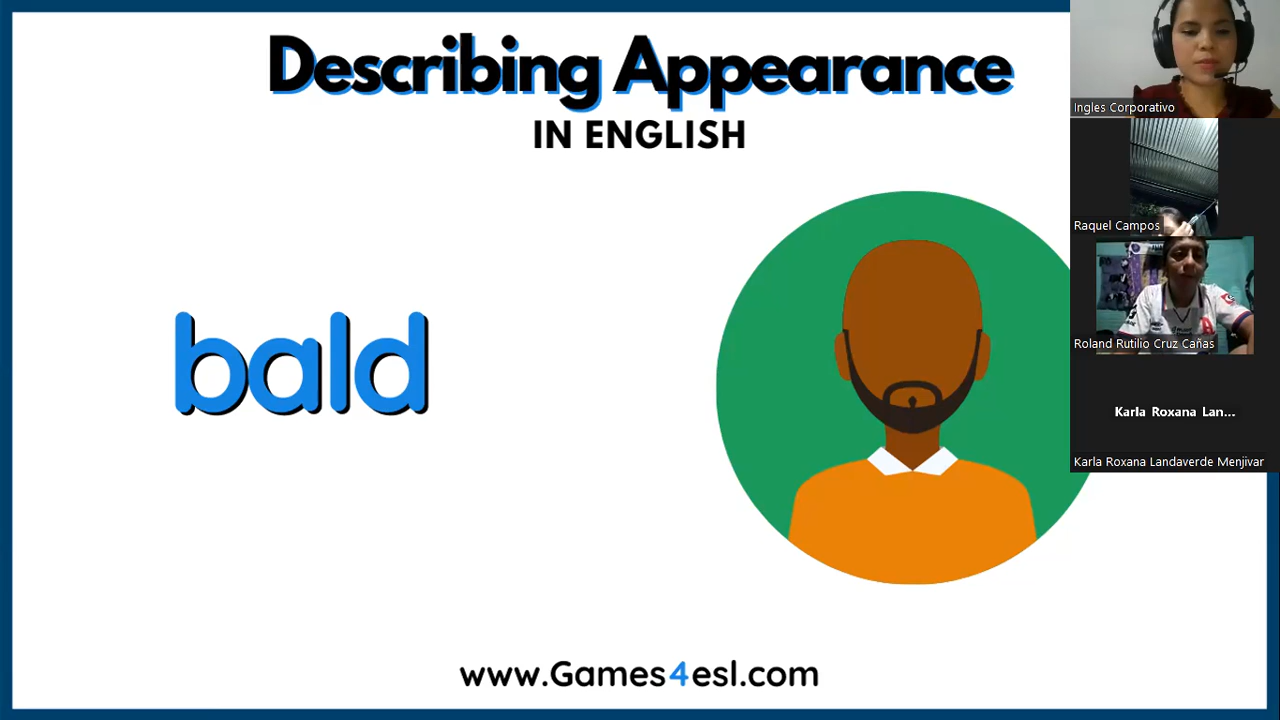 Describing Appearance
IN ENGLISH
bald
www.Games4esl.com
Ingles Corporativo
Raquel Campos
Roland Rutilio Cruz Cañas
Karla Roxana Lan...
Karla Roxana Landaverde Menjivar